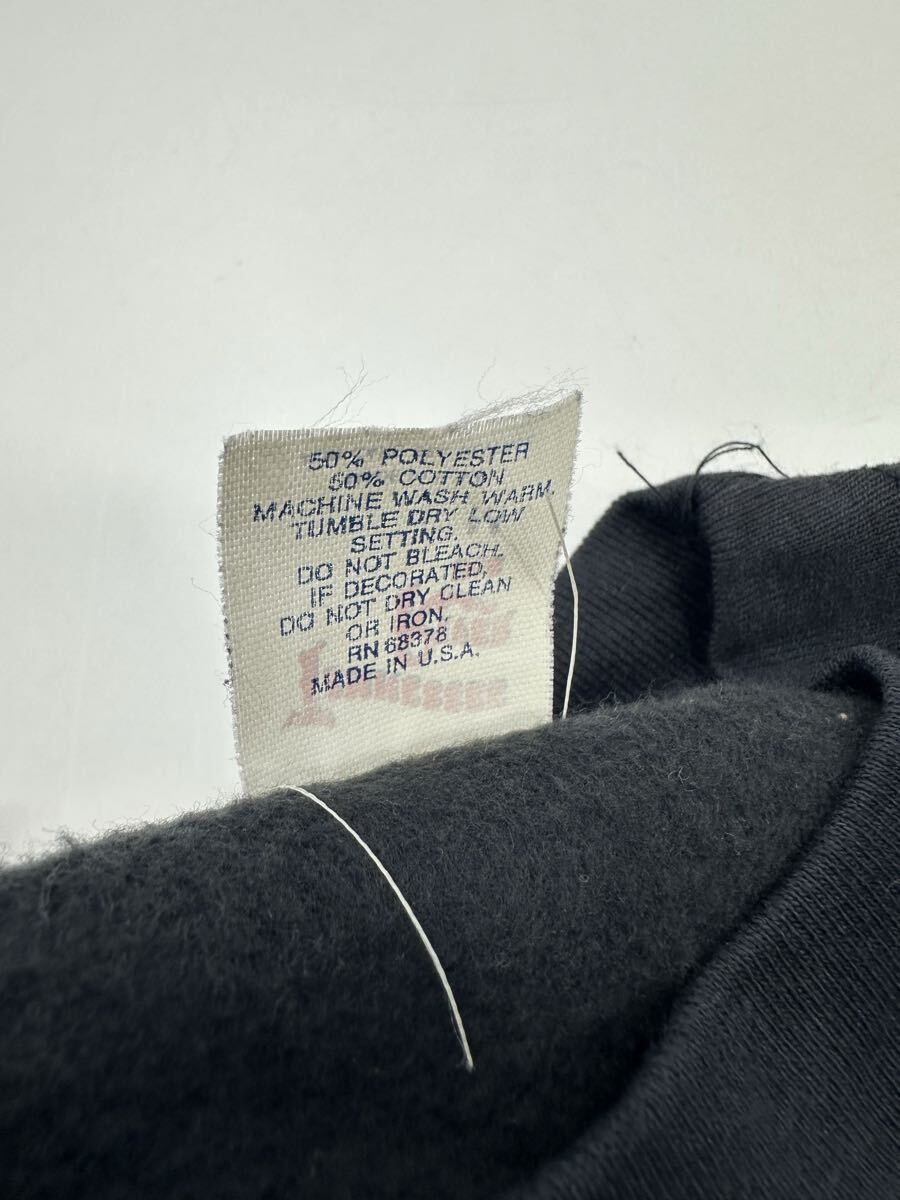 50% POLYESTER
50% COTTON
MACHINE WASH WARM.
TUMBLE DRY LOW
SETTING.
DO NOT BLEACH.
IF DECORATED,
DO NOT DRY CLEAN
OR IRON.
RN 68378
MADE IN U.S.A.